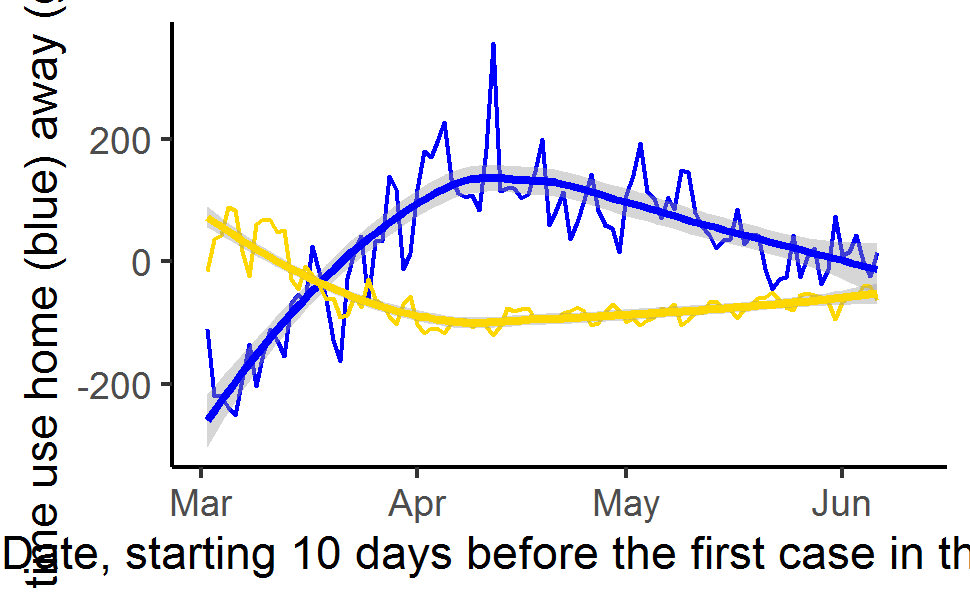 time use home (blue) away (
200
0
-200
Mar Apr May Jun
Date, starting 10 days before the first case in th